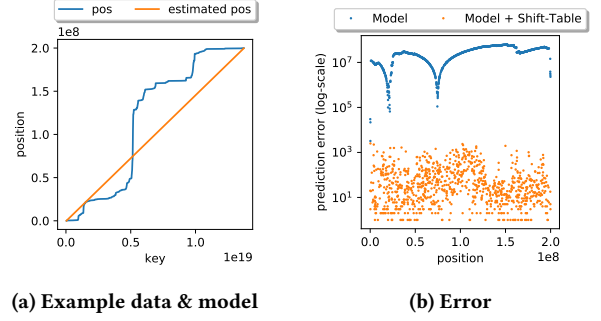 pos estimated pos
1e8
2.0
1.5
1.0
0.5
0.0
position
0.0 0.5 1.0
key 1e19
(a) Example data & model
Model Model + Shift-Table
10^7
10^5
10^3
10^1
prediction error (log-scale)
0.0 0.5 1.0 1.5 2.0
position 1e8
(b) Error